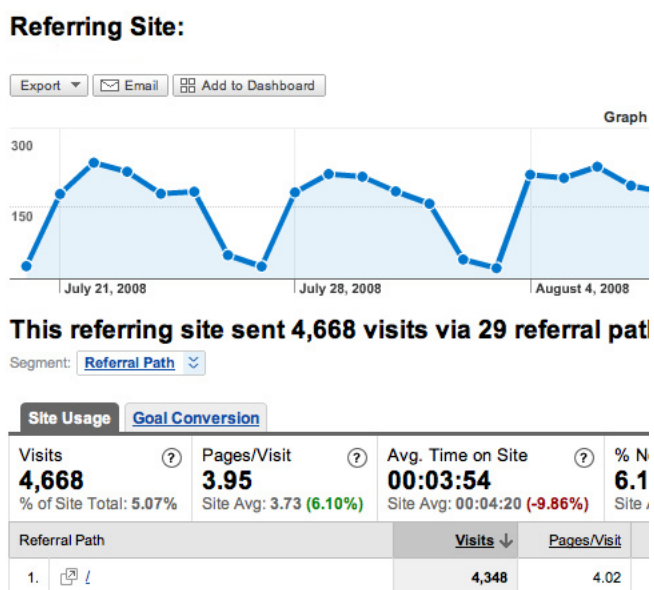 Referring Site:
Export Email Add to Dashboard
Graph
300
150
July 21, 2008 July 28, 2008 August 4, 2008
This referring site sent 4,668 visits via 29 referral
Segment: Referral Path
Site Usage Goal Conversion
Visits ? Pages/Visit ? Avg. Time on Site ? %
4,668 3.95 00:03:54 6.1
% of Site Total: 5.07% Site Avg: 3.73 (6.10%) Site Avg: 00:04:20 (-9.86%) Site
Referral Path Visits Pages/Visit
1. / 4,348 4.02